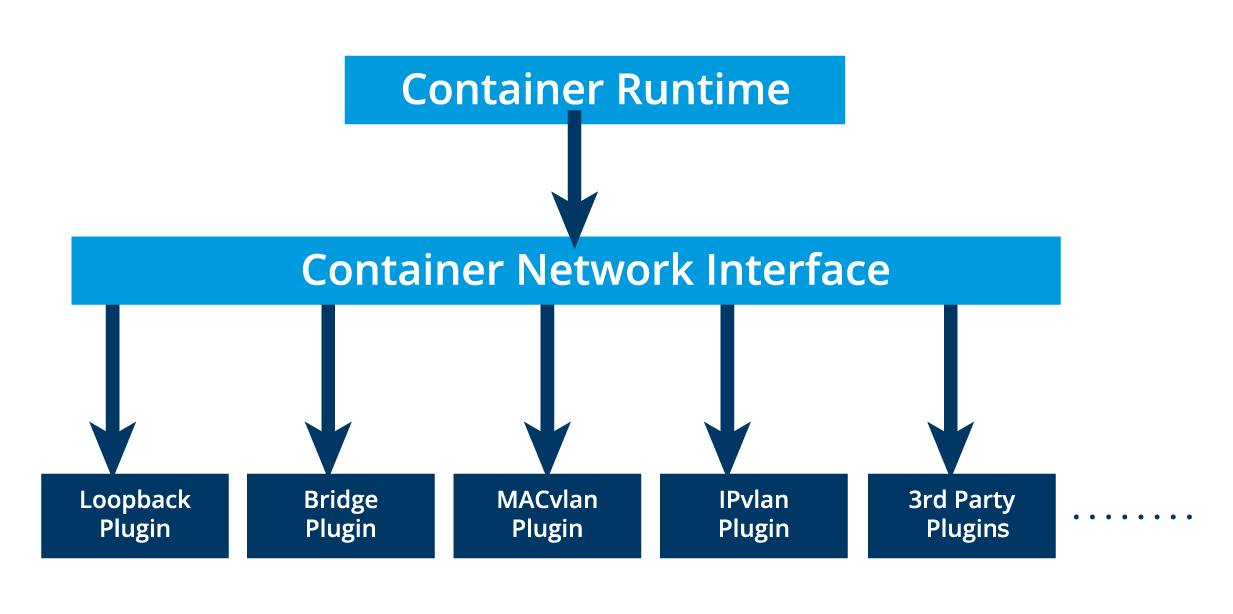 Container Runtime
Container Network Interface
Loopback
Plugin
Bridge
Plugin
MACvlan
Plugin
IPvlan
Plugin
3rd Party
Plugins